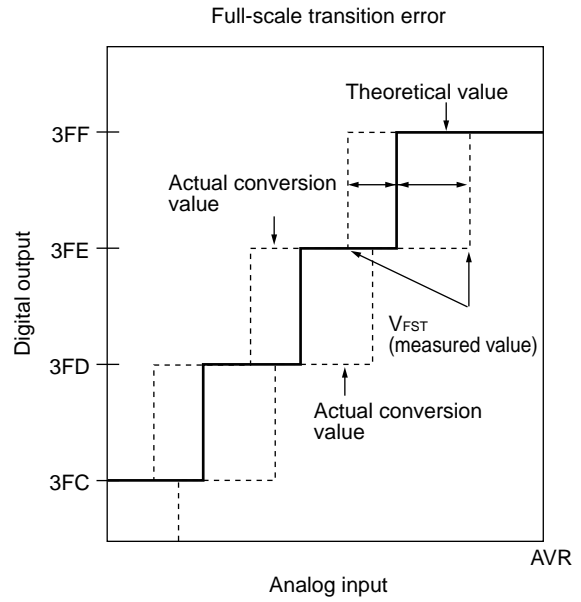 Full-scale transition error
Theoretical value
3FF
Actual conversion
value
3FE
Digital output
VFST
(measured value)
3FD
Actual conversion
value
3FC
AVR
Analog input